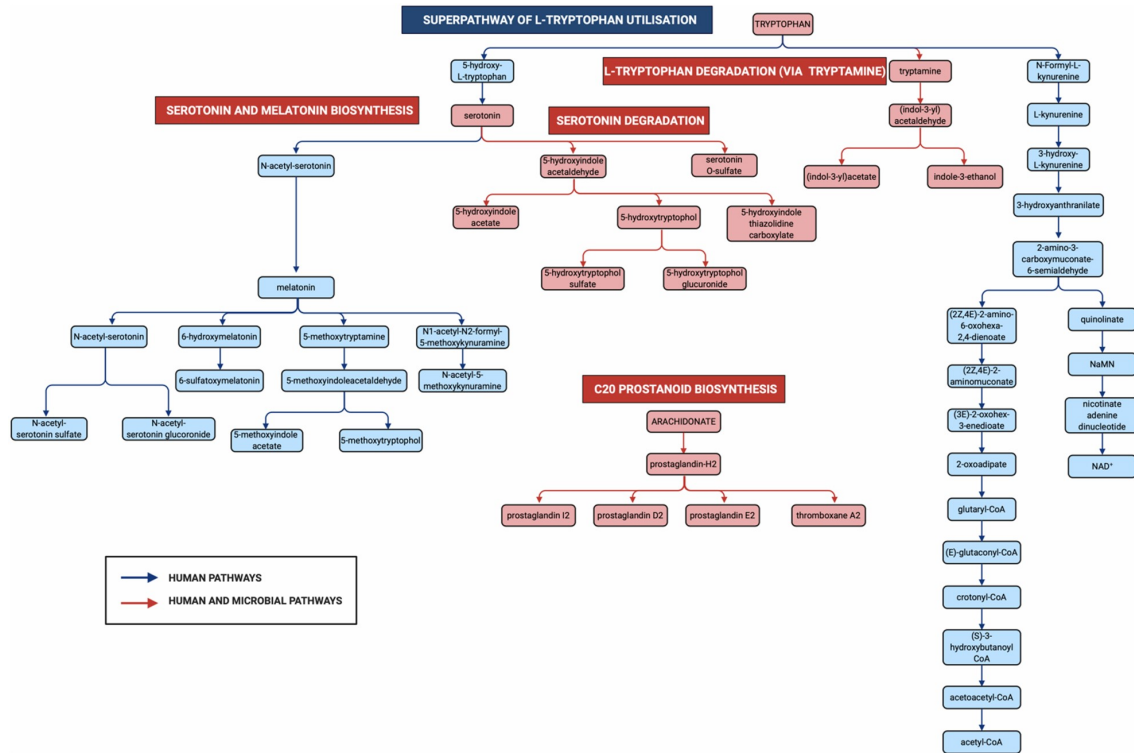 SUPERPATHWAY OF L-TRYPTOPHAN UTILISATION
TRYPTOPHAN
5-hydroxy-
L-tryptophan
L-TRYPTOPHAN DEGRADATION (VIA TRYPTAMINE)
tryptamine
N-Formyl-L-
kynurenine
SEROTONIN AND MELATONIN BIOSYNTHESIS
serotonin
SEROTONIN DEGRADATION
(indol-3-yl)
acetaldehyde
L-kynurenine
N-acetyl-serotonin
5-hydroxyindole
acetaldehyde
serotonin
O-sulfate
(indol-3-yl)acetate
indole-3-ethanol
3-hydroxy-
L-kynurenine
5-hydroxyindole
acetate
5-hydroxytryptophol
5-hydroxyindole
thiazolidine
carboxylate
3-hydroxyanthranilate
5-hydroxytryptophol
sulfate
5-hydroxytryptophol
glucuronide
2-amino-3-
carboxymuconate-
6-semialdehyde
melatonin
N-acetyl-serotonin
6-hydroxymelatonin
5-methoxytryptamine
N1-acetyl-N2-formyl-
5-methoxykynuramine
(2Z,4E)-2-amino-
6-oxohexa-
2,4-dienoate
quinolinate
6-sulfatoxymelatonin
5-methoxyindoleacetaldehyde
N-acetyl-5-
methoxykynuramine
(2Z,4E)-2-
aminomuconate
NaMN
N-acetyl-
serotonin sulfate
N-acetyl-
serotonin glucoronide
5-methoxyindole
acetate
5-methoxytryptophol
C20 PROSTANOID BIOSYNTHESIS
ARACHIDONATE
(3E)-2-oxohex-
3-enedioate
nicotinate
adenine
dinucleotide
prostaglandin-H2
2-oxoadipate
NAD+
prostaglandin I2
prostaglandin D2
prostaglandin E2
thromboxane A2
glutaryl-CoA
(E)-glutaconyl-CoA
HUMAN PATHWAYS
HUMAN AND MICROBIAL PATHWAYS
crotonyl-CoA
(S)-3-
hydroxybutanoyl
CoA
acetoacetyl-CoA
acetyl-CoA